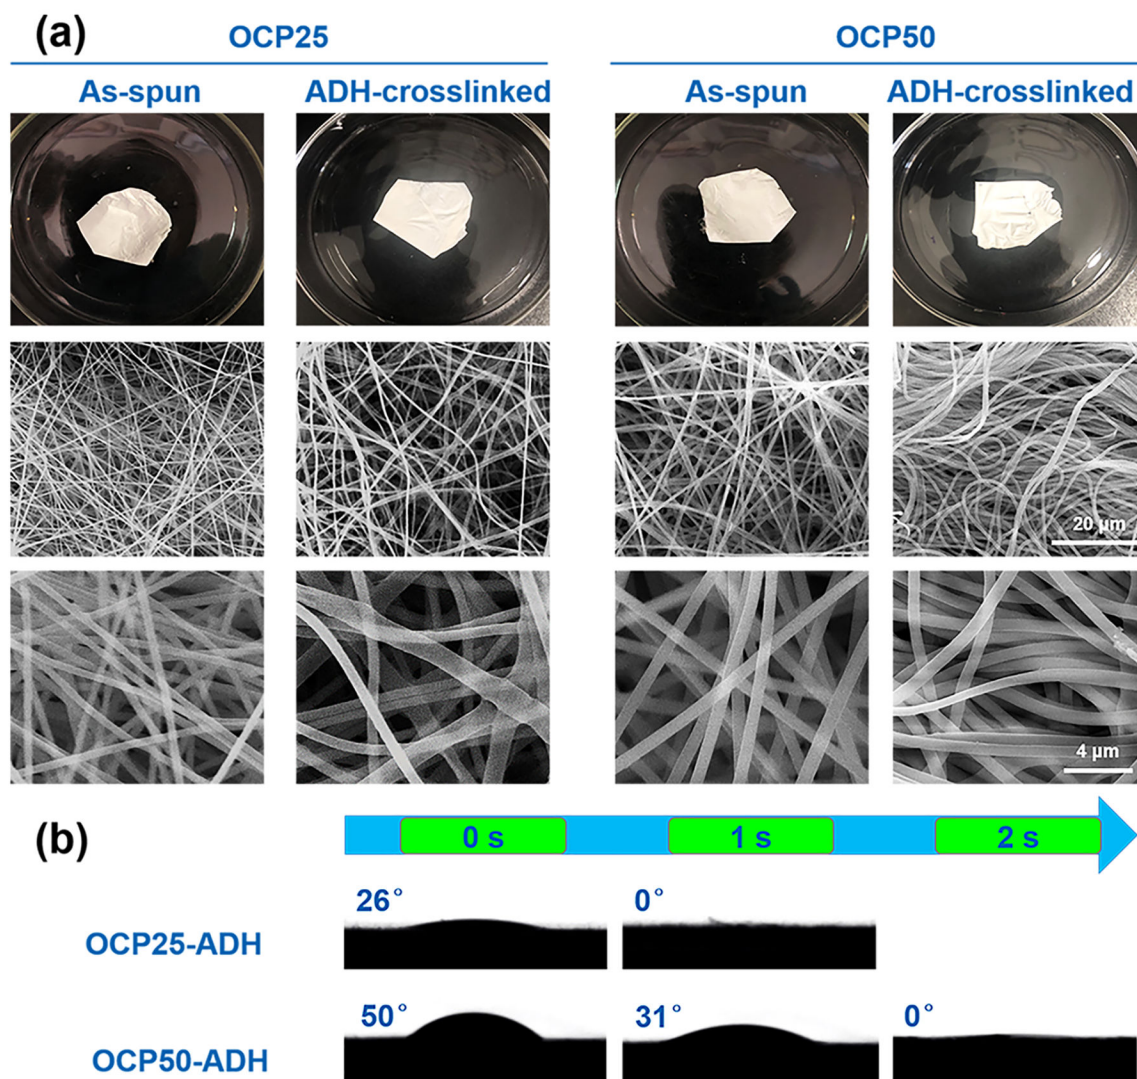 (a)
OCP25 OCP50
As-spun ADH-crosslinked As-spun ADH-crosslinked
20 µm
4 µm
(b)
0 s 1 s 2 s
26° 0°
OCP25-ADH
50° 31° 0°
OCP50-ADH